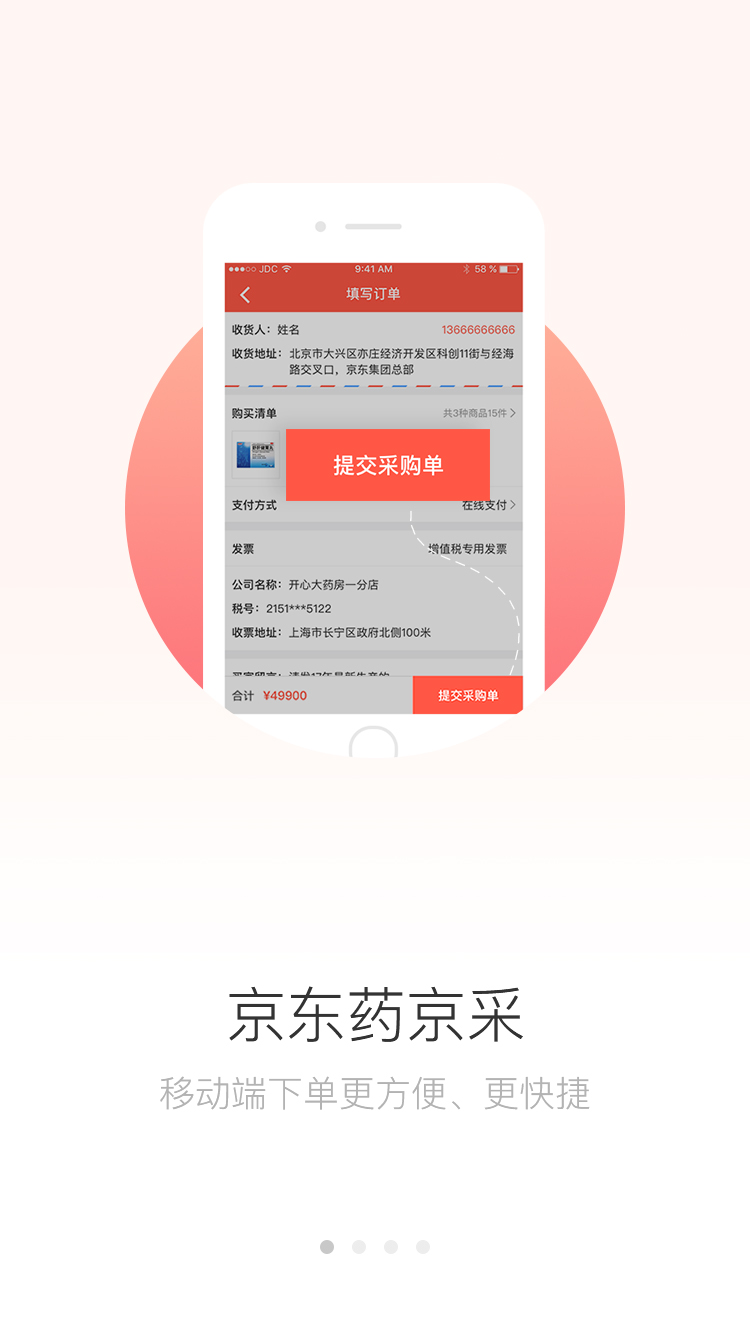 JDC
9:41 AM
58 %
填写订单
收货人：姓名
13666666666
收货地址：北京市大兴区亦庄经济开发区科创11街与经海
路交叉口，京东集团总部
购买清单
共3种商品15件
提交采购单
支付方式
在线支付
发票
增值税专用发票
公司名称：开心大药房一分店
税号：2151***5122
收票地址：上海市长宁区政府北侧100米
合计 ¥49900
提交采购单
京东药京采
移动端下单更方便、更快捷